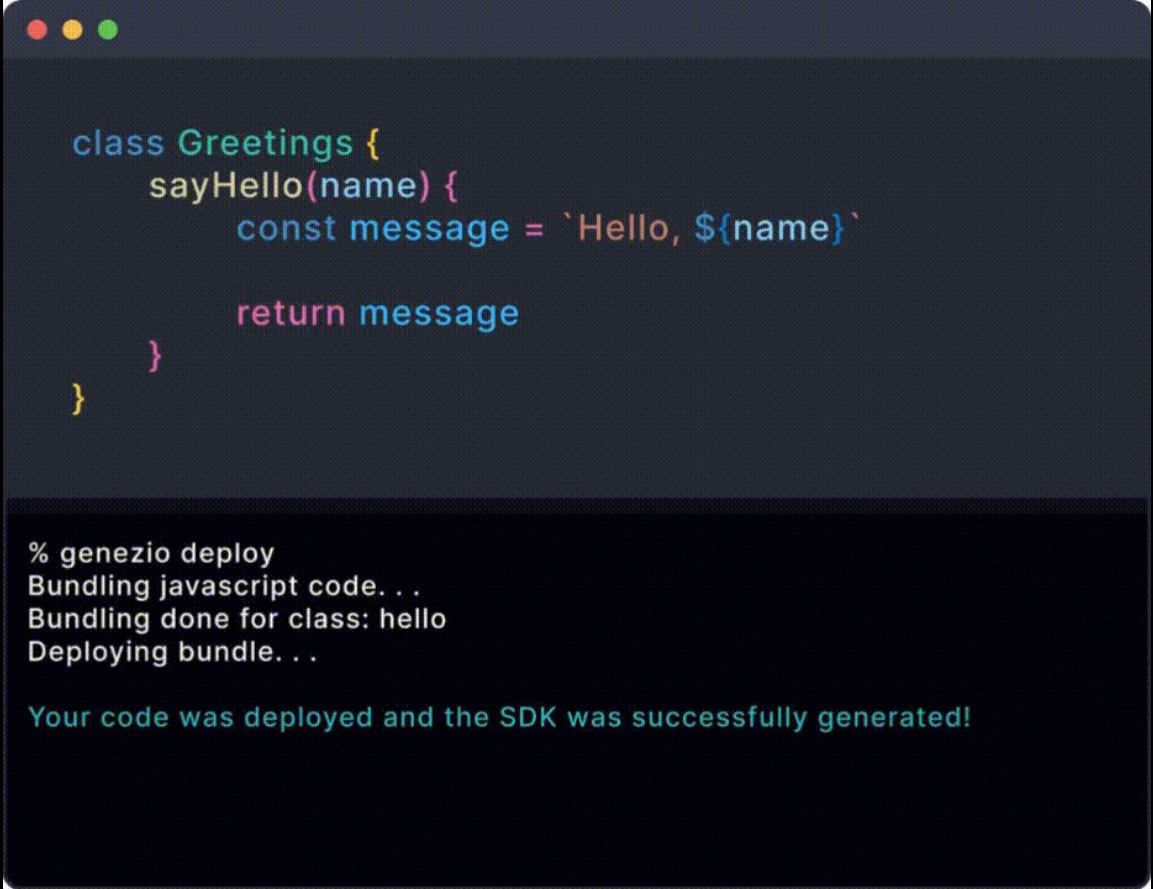 class Greetings {
sayHello(name) {
const message = `Hello, ${name}`
return message
}
}
% genezio deploy
Bundling javascript code. . .
Bundling done for class: hello
Deploying bundle. . .
Your code was deployed and the SDK was successfully generated!